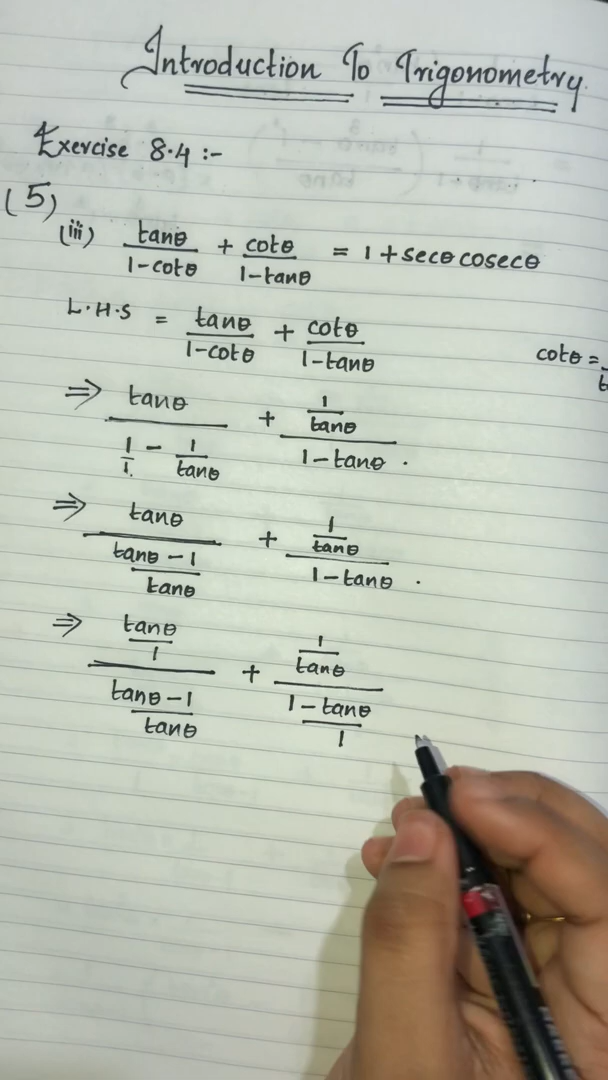 Introduction To Trigonometry
Exercise 8.4 :-
(5)
(iii) tanθ/1-cotθ + cotθ/1-tanθ = 1 + secθ cosecθ
L.H.S = tanθ/1-cotθ + cotθ/1-tanθ
cotθ =
⇒ tanθ/(1/1. - 1/tanθ) + (1/tanθ)/1-tanθ .
⇒ tanθ/(tanθ-1/tanθ) + (1/tanθ)/1-tanθ .
⇒ (tanθ/1)/(tanθ-1/tanθ) + (1/tanθ)/(1-tanθ/1)